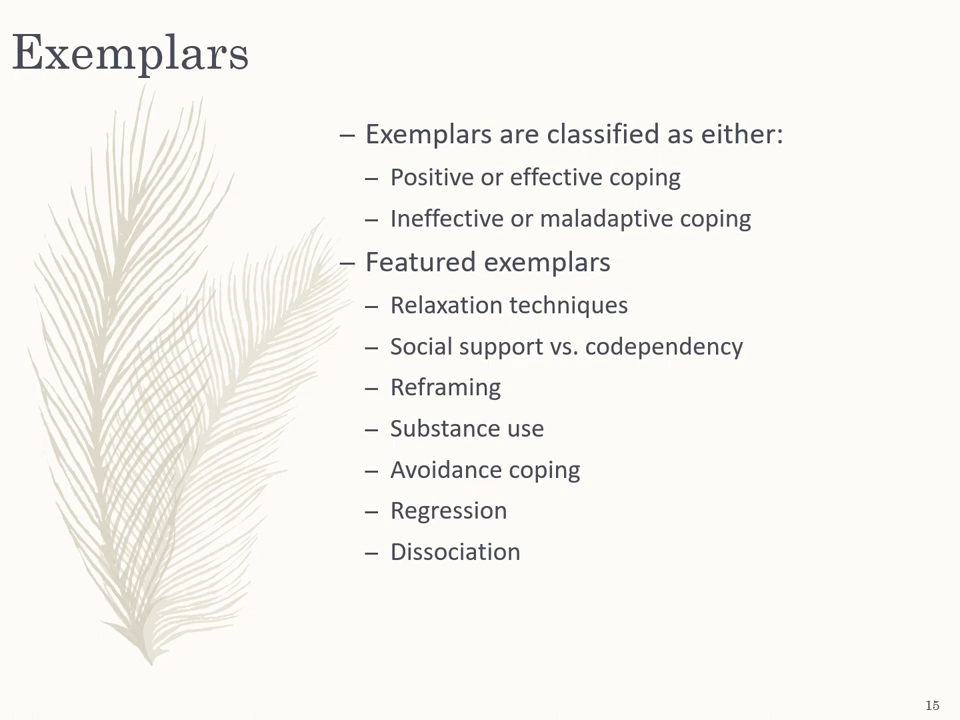 Exemplars
– Exemplars are classified as either:
– Positive or effective coping
– Ineffective or maladaptive coping
– Featured exemplars
– Relaxation techniques
– Social support vs. codependency
– Reframing
– Substance use
– Avoidance coping
– Regression
– Dissociation
15